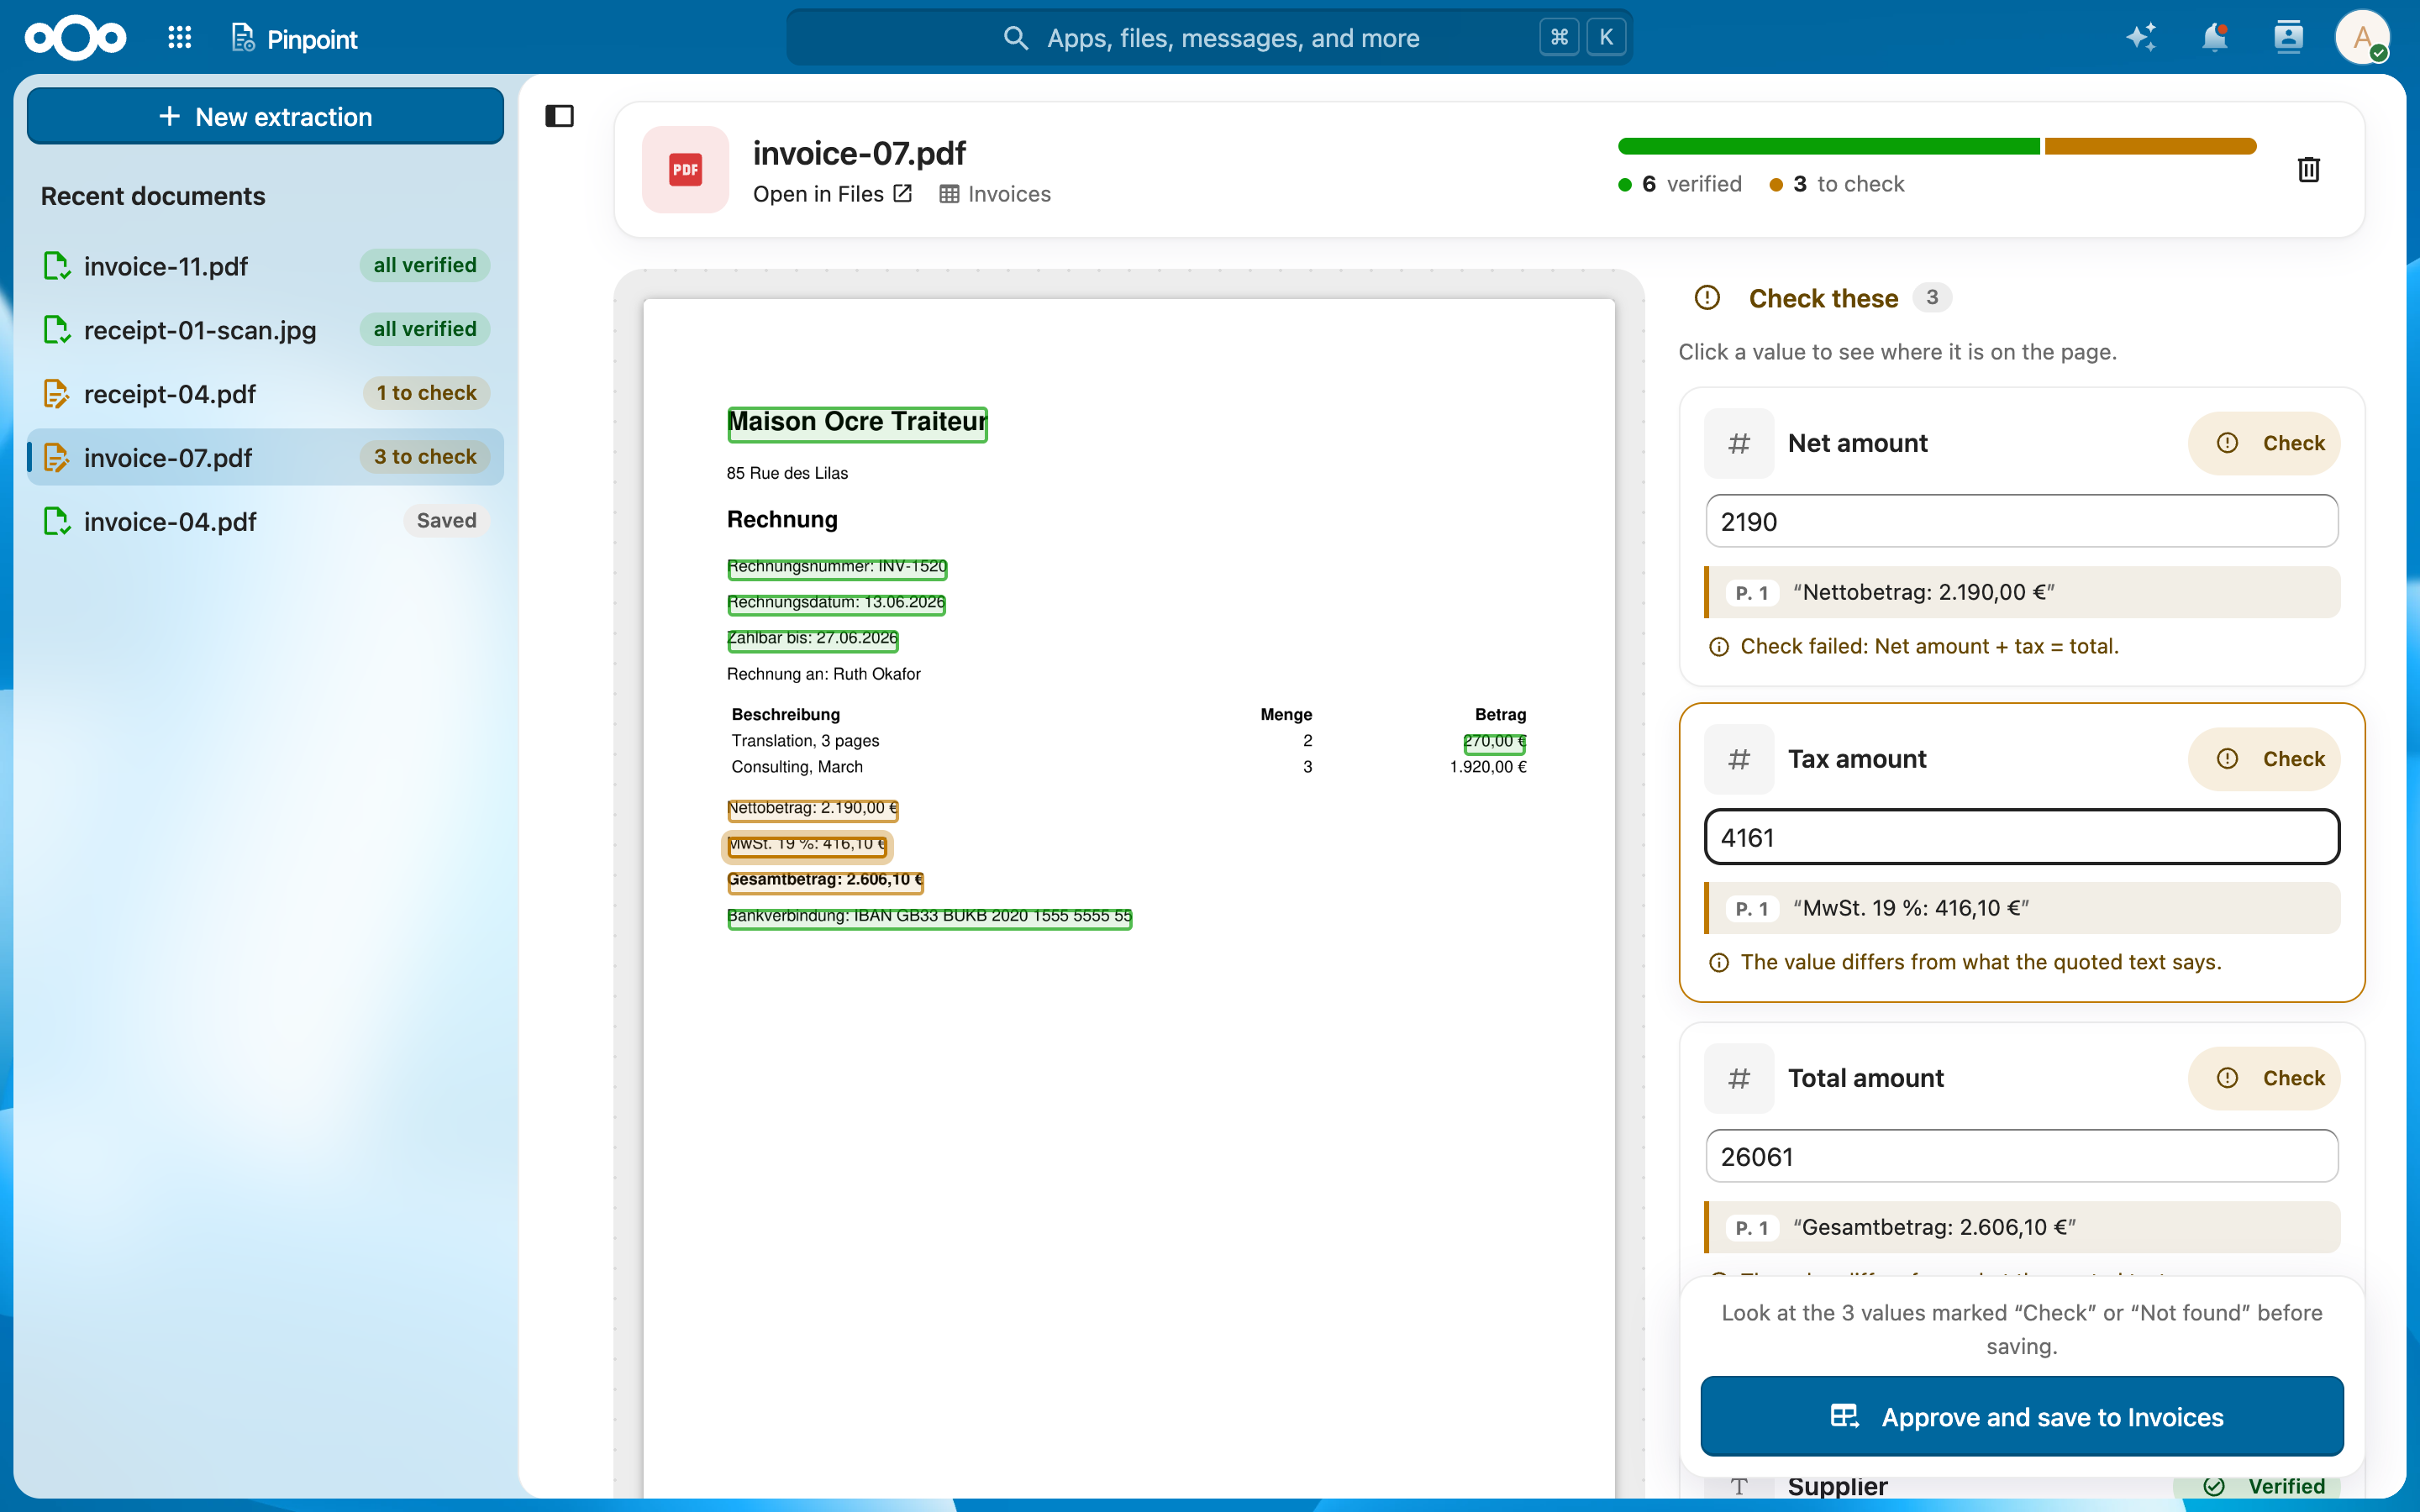 Pinpoint
Apps, files, messages, and more
⌘ K
A
New extraction
Recent documents
invoice-11.pdf all verified
receipt-01-scan.jpg all verified
receipt-04.pdf 1 to check
invoice-07.pdf 3 to check
invoice-04.pdf Saved
PDF
invoice-07.pdf
Open in Files Invoices
6 verified 3 to check
Maison Ocre Traiteur
85 Rue des Lilas
Rechnung
Rechnungsnummer: INV-1520
Rechnungsdatum: 13.06.2026
Zahlbar bis: 27.06.2026
Rechnung an: Ruth Okafor
Beschreibung Menge Betrag
Translation, 3 pages 2 270,00 €
Consulting, March 3 1.920,00 €
Nettobetrag: 2.190,00 €
MwSt. 19 %: 416,10 €
Gesamtbetrag: 2.606,10 €
Bankverbindung: IBAN GB33 BUKB 2020 1555 5555 55
Check these 3
Click a value to see where it is on the page.
# Net amount Check
2190
P. 1 “Nettobetrag: 2.190,00 €”
Check failed: Net amount + tax = total.
# Tax amount Check
4161
P. 1 “MwSt. 19 %: 416,10 €”
The value differs from what the quoted text says.
# Total amount Check
26061
P. 1 “Gesamtbetrag: 2.606,10 €”
Look at the 3 values marked “Check” or “Not found” before
saving.
Approve and save to Invoices
T Supplier Verified